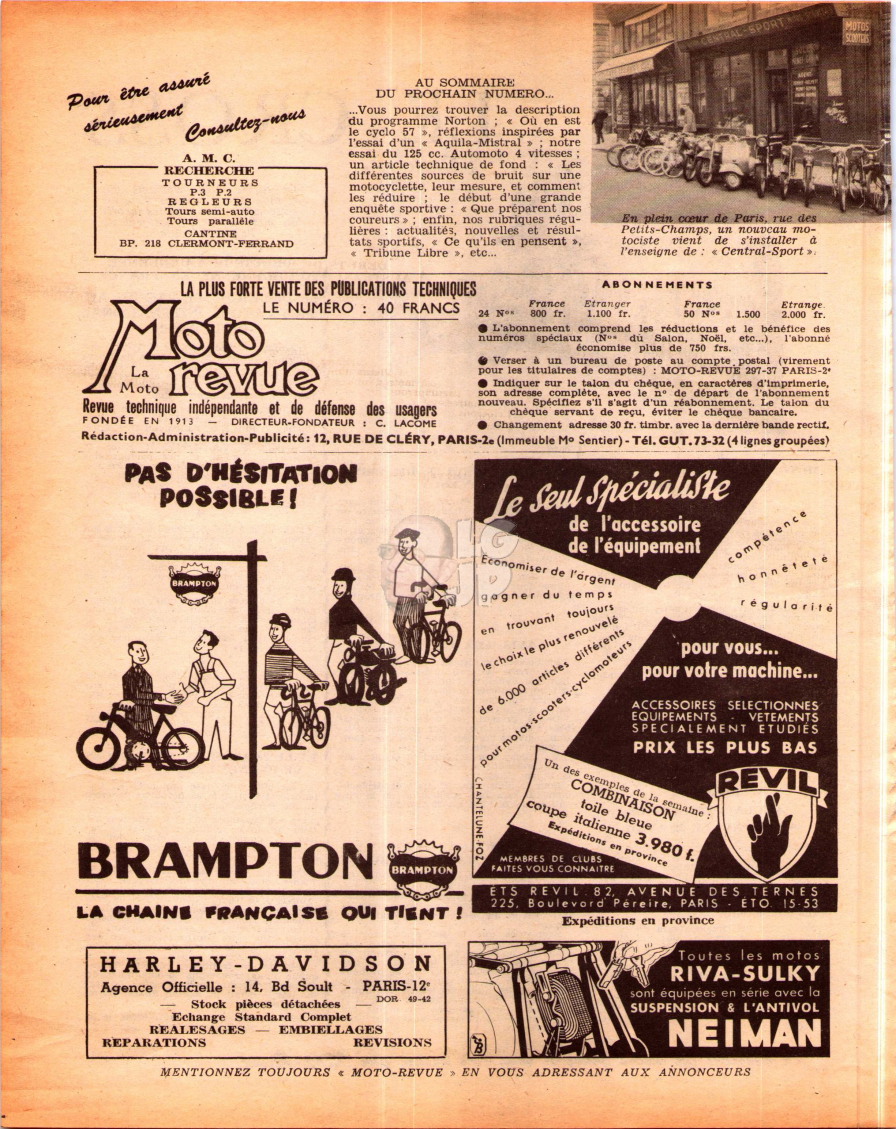 Pour être assuré
sérieusement
Consultez-nous
A. M. C.
RECHERCHE
TOURNEURS
P.3 P.2
REGLEURS
Tours semi-auto
Tours parallèle
CANTINE
BP. 218 CLERMONT-FERRAND
AU SOMMAIRE
DU PROCHAIN NUMERO...
...Vous pourrez trouver la description
du programme Norton ; « Où en est
le cyclo 57 », réflexions inspirées par
l'essai d'un « Aquila-Mistral » ; notre
essai du 125 cc. Automoto 4 vitesses ;
un article technique de fond : « Les
différentes sources de bruit sur une
motocyclette, leur mesure, et comment
les réduire ; le début d'une grande
enquête sportive : « Que préparent nos
coureurs » ; enfin, nos rubriques régu-
lières : actualités, nouvelles et résul-
tats sportifs, « Ce qu'ils en pensent »,
« Tribune Libre », etc...
CENTRAL-SPORT
MOTOS
SCOOTERS
En plein cœur de Paris, rue des
Petits-Champs, un nouveau mo-
tociste vient de s'installer à
l'enseigne de : « Central-Sport ».
LA PLUS FORTE VENTE DES PUBLICATIONS TECHNIQUES
LE NUMÉRO : 40 FRANCS
Moto
revue
La
Moto
Revue technique indépendante et de défense des usagers
FONDÉE EN 1913 — DIRECTEUR-FONDATEUR : C. LACOME
ABONNEMENTS
France Etranger France Etrange.
24 Nos 800 fr. 1.100 fr. 50 Nos 1.500 2.000 fr.
● L'abonnement comprend les réductions et le bénéfice des
numéros spéciaux (Nos du Salon, Noël, etc...), l'abonné
économise plus de 750 frs.
● Verser à un bureau de poste au compte postal (virement
pour les titulaires de comptes) : MOTO-REVUE 297-37 PARIS-2e
● Indiquer sur le talon du chéque, en caractères d'imprimerie,
son adresse complète, avec le n° de départ de l'abonnement
nouveau. Spécifiez s'il s'agit d'un réabonnement. Le talon du
chèque servant de reçu, éviter le chéque bancaire.
● Changement adresse 30 fr. timbr. avec la dernière bande rectif.
Rédaction-Administration-Publicité : 12, RUE DE CLÉRY, PARIS-2e (Immeuble Mo Sentier) - Tél. GUT. 73-32 (4 lignes groupées)
PAS D'HÉSITATION
POSSIBLE !
BRAMPTON
BRAMPTON
BRAMPTON
LA CHAINE FRANÇAISE QUI TIENT !
LG
JP
Le seul spécialiste
de l'accessoire
de l'équipement
Economiser de l'argent
gagner du temps
en trouvant toujours
le choix le plus renouvelé
de 6.000 articles différents
pour motos-scooters-cyclomoteurs
compétence
honnêteté
régularité
pour vous...
pour votre machine...
ACCESSOIRES SELECTIONNES
EQUIPEMENTS - VETEMENTS
SPECIALEMENT ETUDIÉS
PRIX LES PLUS BAS
Un des exemples de la semaine :
COMBINAISON
toile bleue
coupe italienne 3.980 f.
Expéditions en province
REVIL
CHANTELUNE FOZ
MEMBRES DE CLUBS
FAITES VOUS CONNAITRE
ETS REVIL. 82, AVENUE DES TERNES
225, Boulevard Péreire, PARIS - ÉTO. 15-53
Expéditions en province
HARLEY-DAVIDSON
Agence Officielle : 14, Bd Soult - PARIS-12e
— Stock pièces détachées — DOR 49-42
Echange Standard Complet
REALESAGES — EMBIELLAGES
REPARATIONS REVISIONS
Toutes les motos
RIVA-SULKY
sont équipées en série avec la
SUSPENSION & L'ANTIVOL
NEIMAN
MENTIONNEZ TOUJOURS « MOTO-REVUE » EN VOUS ADRESSANT AUX ANNONCEURS